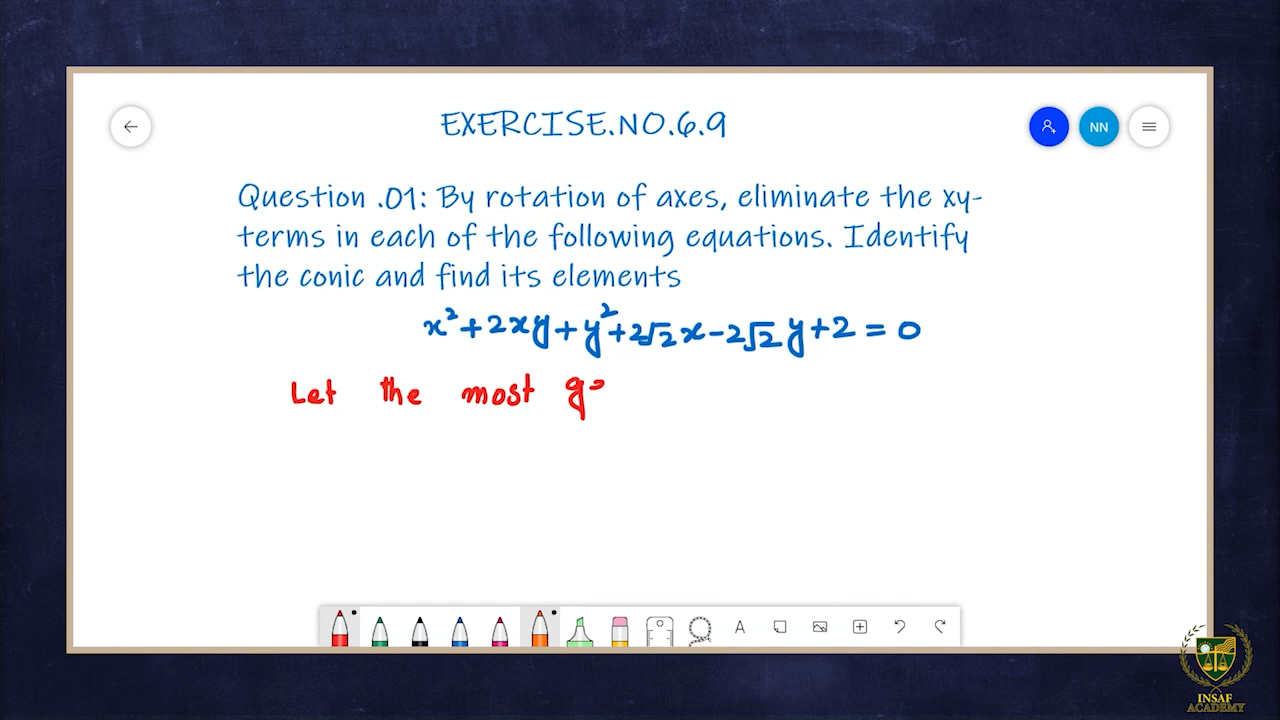 EXERCISE.NO.6.9
NN
Question .01: By rotation of axes, eliminate the xy-
terms in each of the following equations. Identify
the conic and find its elements
x²+2xy+y²+2√2x-2√2y+2=0
Let the most
A
INSAF
ACADEMY